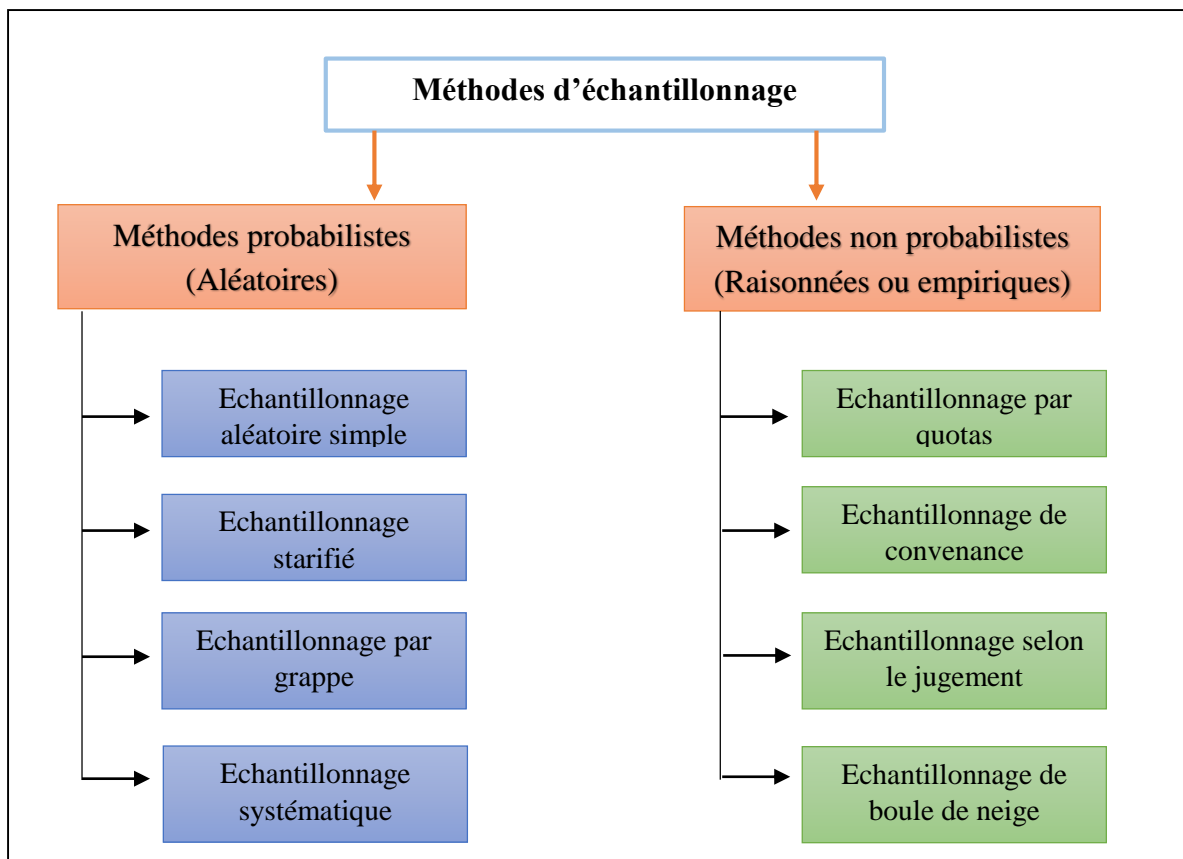 Méthodes d’échantillonnage
Méthodes probabilistes
(Aléatoires)
Echantillonnage
aléatoire simple
Echantillonnage
starifié
Echantillonnage par
grappe
Echantillonnage
systématique
Méthodes non probabilistes
(Raisonnées ou empiriques)
Echantillonnage par
quotas
Echantillonnage de
convenance
Echantillonnage selon
le jugement
Echantillonnage de
boule de neige